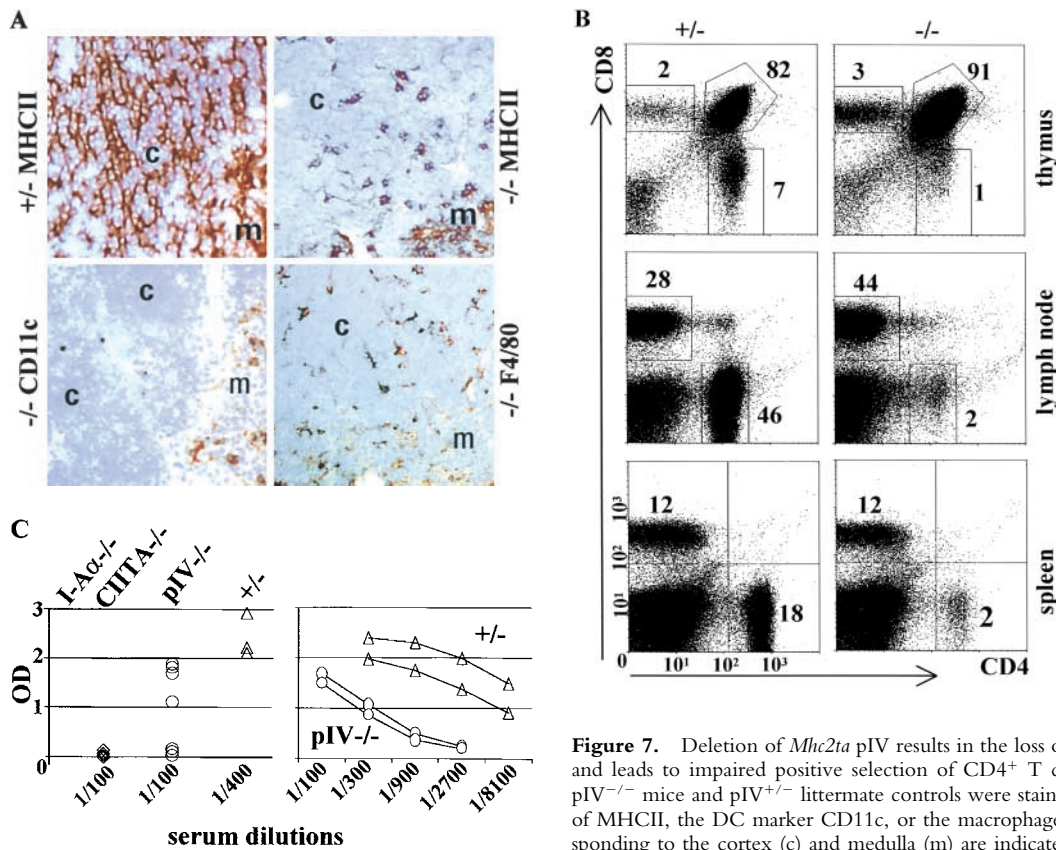 A
+/- MHCII
c
m
-/- MHCII
c
m
-/- CD11c
c
c
m
-/- F4/80
c
m
B
+/-
-/-
CD8
2
82
7
3
91
1
thymus
28
46
44
2
lymph node
12
18
12
2
spleen
10³
10²
10¹
0
10¹
10²
10³
CD4
C
I-Aα-/-
CIITA-/-
pIV-/-
+/-
OD
3
2
1
0
1/100
1/100
1/400
+/-
pIV-/-
1/100
1/300
1/900
1/2700
1/8100
serum dilutions
Figure 7. Deletion of Mhc2ta pIV results in the loss
and leads to impaired positive selection of CD4⁺ T
pIV⁻/⁻ mice and pIV⁺/⁻ littermate controls were stain
of MHCII, the DC marker CD11c, or the macrophage
sponding to the cortex (c) and medulla (m) are indicate